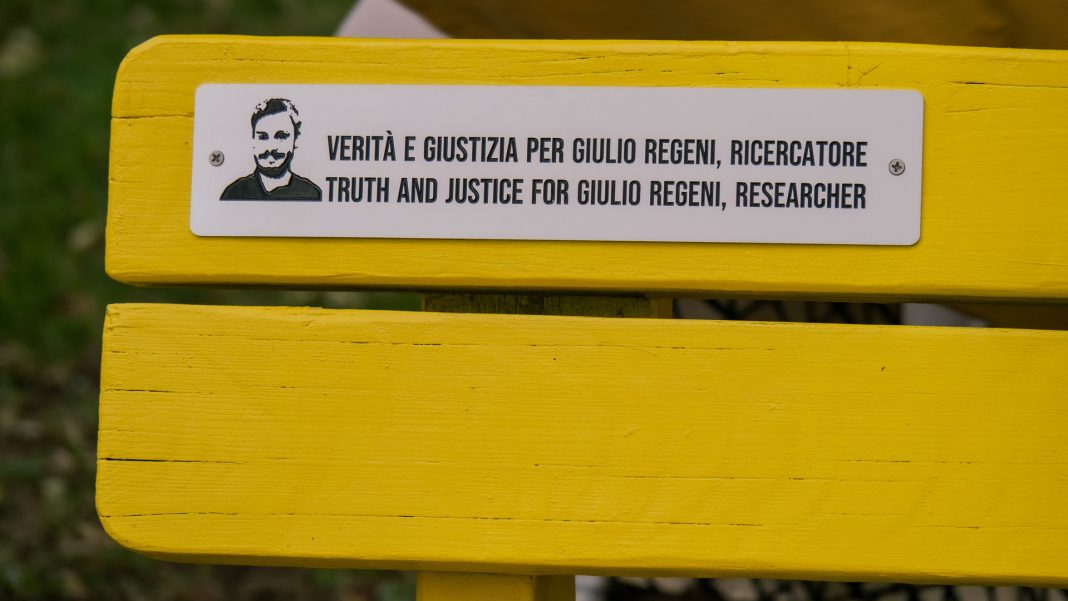 VERITÀ E GIUSTIZIA PER GIULIO REGENI, RICERCATORE
TRUTH AND JUSTICE FOR GIULIO REGENI, RESEARCHER